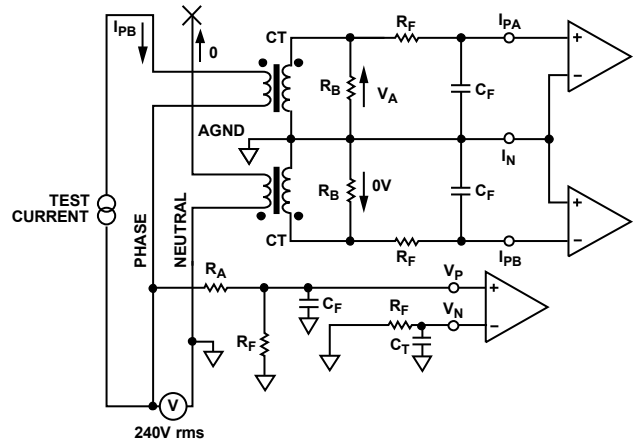 IPB
0
CT
RF
IPA
+
−
RB
VA
CF
AGND
IN
RB
0V
CF
CT
RF
IPB
+
−
TEST
CURRENT
PHASE
NEUTRAL
RA
VP
+
CF
RF
VN
−
RF
CT
V
240V rms